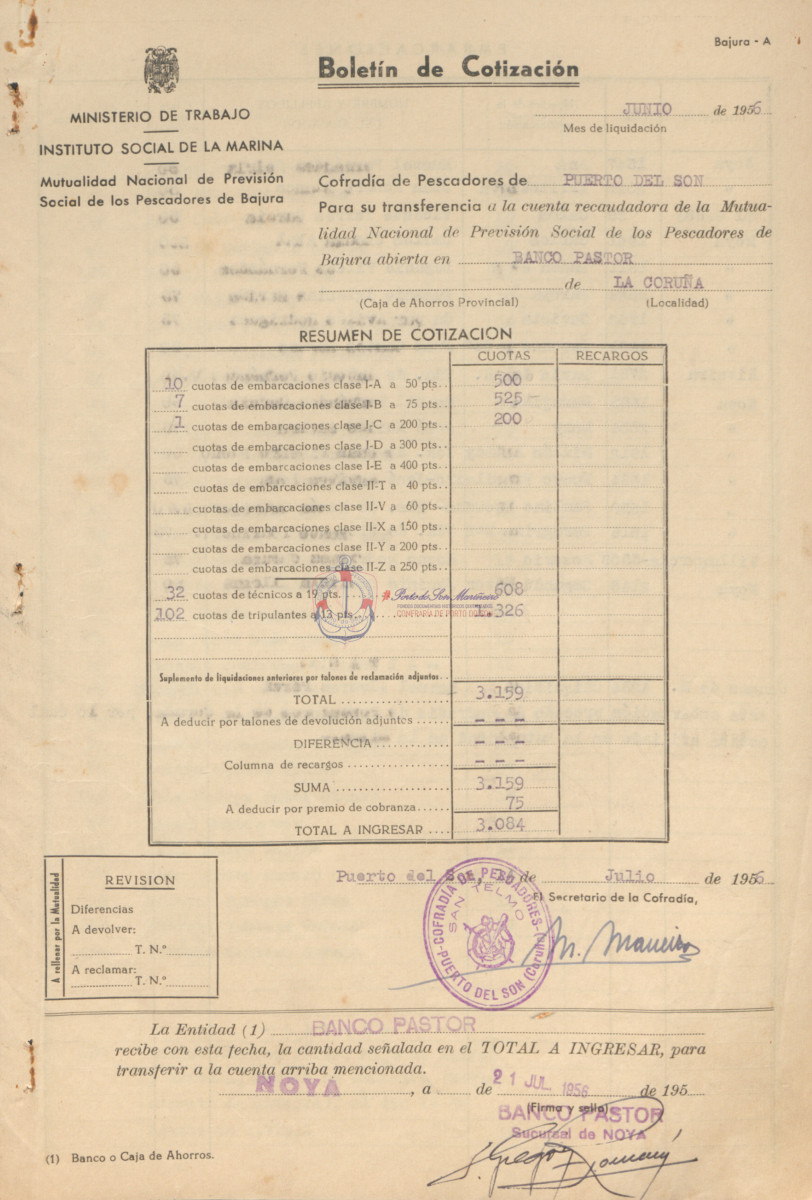 Bajura - A
Boletín de Cotización
MINISTERIO DE TRABAJO
INSTITUTO SOCIAL DE LA MARINA
Mutualidad Nacional de Previsión
Social de los Pescadores de Bajura
JUNIO de 1956
Mes de liquidación
Cofradía de Pescadores de PUERTO DEL SON
Para su transferencia a la cuenta recaudadora de la Mutua-
lidad Nacional de Previsión Social de los Pescadores de
Bajura abierta en BANCO PASTOR
de LA CORUÑA
(Caja de Ahorros Provincial) (Localidad)
RESUMEN DE COTIZACION
CUOTAS RECARGOS
10 cuotas de embarcaciones clase I-A a 50 pts.. 500
7 cuotas de embarcaciones clase I-B a 75 pts.. 525
1 cuotas de embarcaciones clase I-C a 200 pts.. 200
cuotas de embarcaciones clase I-D a 300 pts..
cuotas de embarcaciones clase I-E a 400 pts..
cuotas de embarcaciones clase II-T a 40 pts..
cuotas de embarcaciones clase II-V a 60 pts..
cuotas de embarcaciones clase II-X a 150 pts..
cuotas de embarcaciones clase II-Y a 200 pts..
cuotas de embarcaciones clase II-Z a 250 pts..
32 cuotas de técnicos a 19 pts. 608
102 cuotas de tripulantes a 13 pts. 1.326
Porto do Son Mariñeiro
CONFRARÍA DE PORTO DO SON
Suplemento de liquidaciones anteriores por talones de reclamación adjuntos..
TOTAL 3.159
A deducir por talones de devolución adjuntos - - -
DIFERENCIA - - -
Columna de recargos - - -
SUMA 3.159
A deducir por premio de cobranza 75
TOTAL A INGRESAR 3.084
A rellenar por la Mutualidad
REVISION
Diferencias
A devolver:
T. N.º
A reclamar:
T. N.º
Puerto del Son, de Julio de 1956
El Secretario de la Cofradía,
COFRADÍA DE PESCADORES
SAN TELMO
PUERTO DEL SON (Coruña)
M. Maneiro
La Entidad (1) BANCO PASTOR
recibe con esta fecha, la cantidad señalada en el TOTAL A INGRESAR, para
transferir a la cuenta arriba mencionada.
NOYA, a de 21 JUL. 1956 de 195
(Firma y sello)
BANCO PASTOR
Sucursal de NOYA
(1) Banco o Caja de Ahorros.